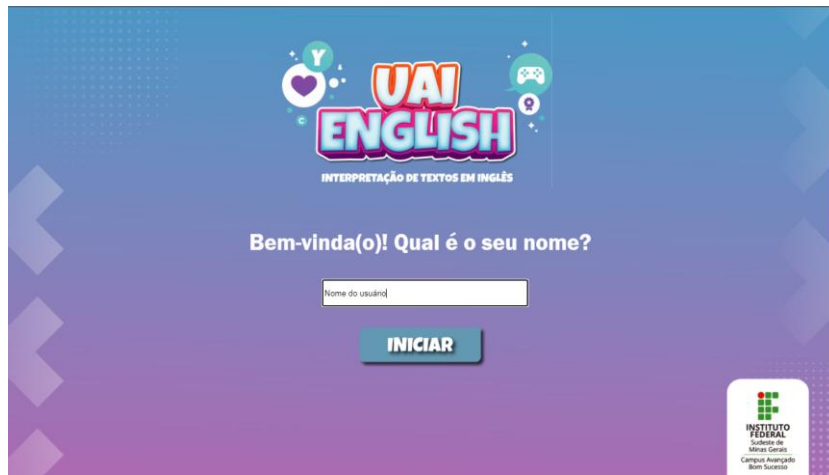 Y
UAI
ENGLISH
C
INTERPRETAÇÃO DE TEXTOS EM INGLÊS
Bem-vinda(o)! Qual é o seu nome?
Nome do usuário
INICIAR
INSTITUTO
FEDERAL
Sudeste de
Minas Gerais
Campus Avançado
Bom Sucesso